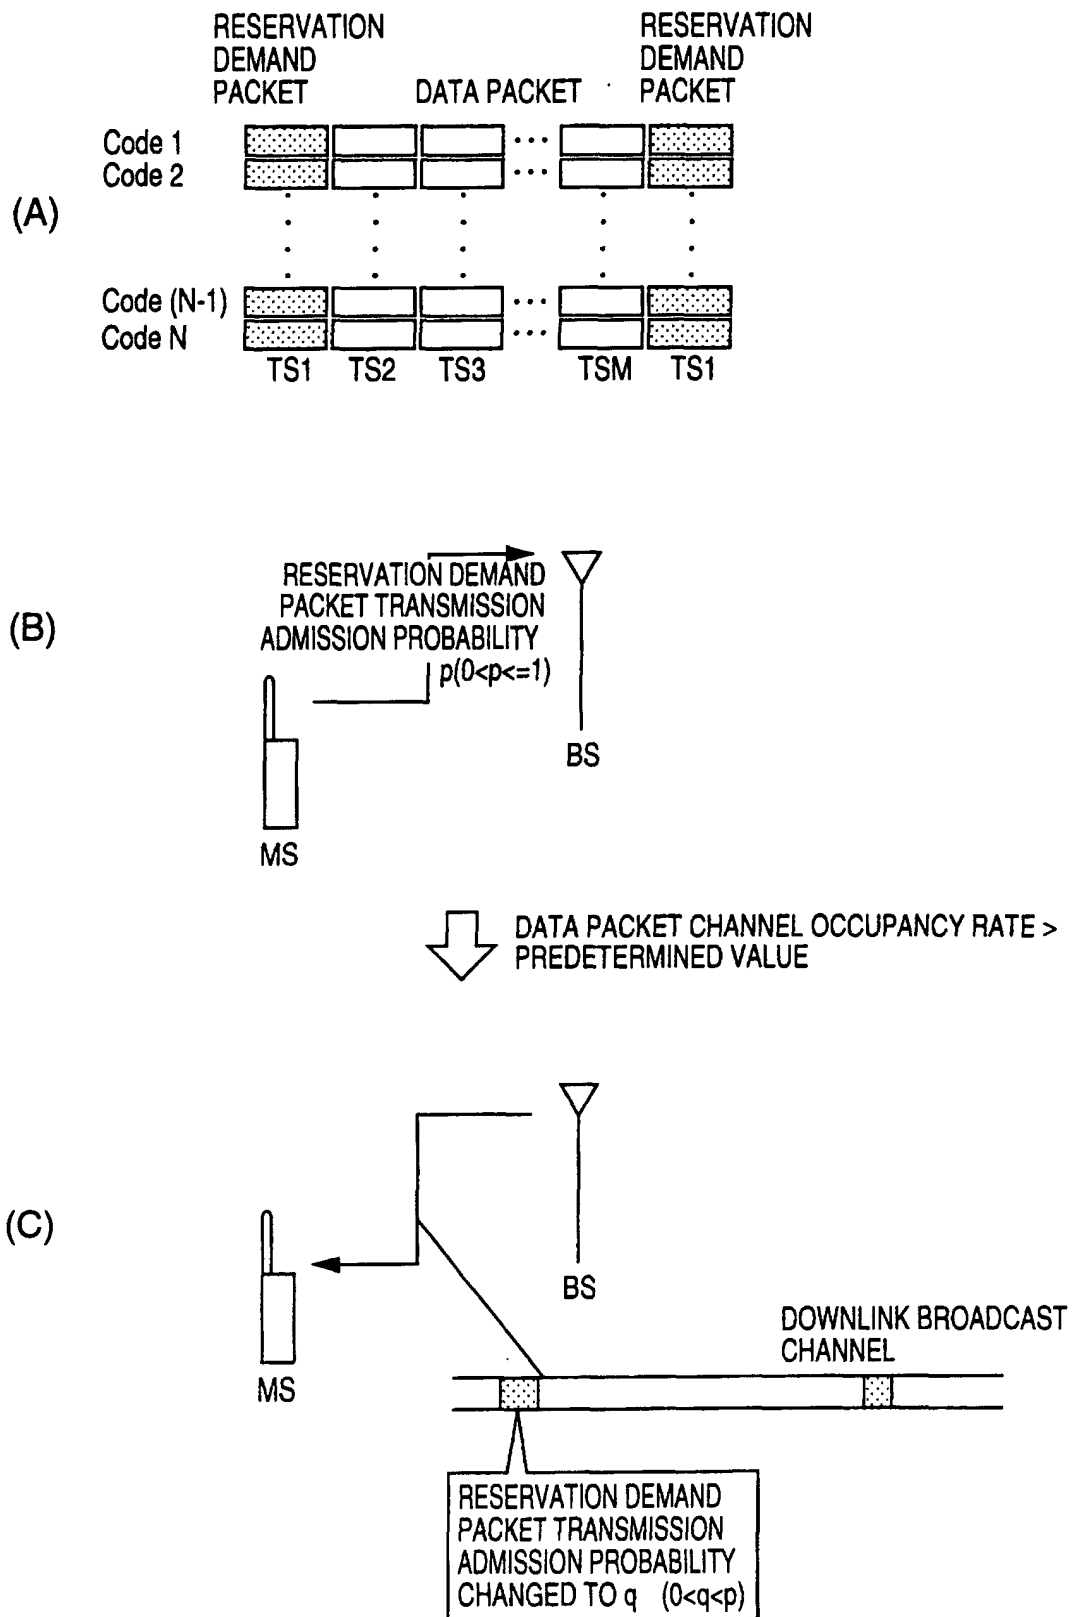 RESERVATION
DEMAND
PACKET
DATA PACKET
RESERVATION
DEMAND
PACKET
Code 1
Code 2
(A)
Code (N-1)
Code N
TS1
TS2
TS3
TSM
TS1
(B)
RESERVATION DEMAND
PACKET TRANSMISSION
ADMISSION PROBABILITY
p(0<p<=1)
BS
MS
DATA PACKET CHANNEL OCCUPANCY RATE >
PREDETERMINED VALUE
(C)
BS
MS
DOWNLINK BROADCAST
CHANNEL
RESERVATION DEMAND
PACKET TRANSMISSION
ADMISSION PROBABILITY
CHANGED TO q (0<q<p)